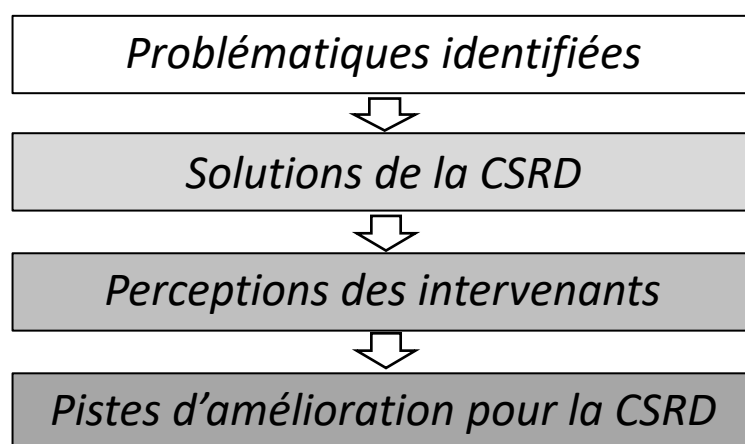 Problématiques identifiées
Solutions de la CSRD
Perceptions des intervenants
Pistes d’amélioration pour la CSRD